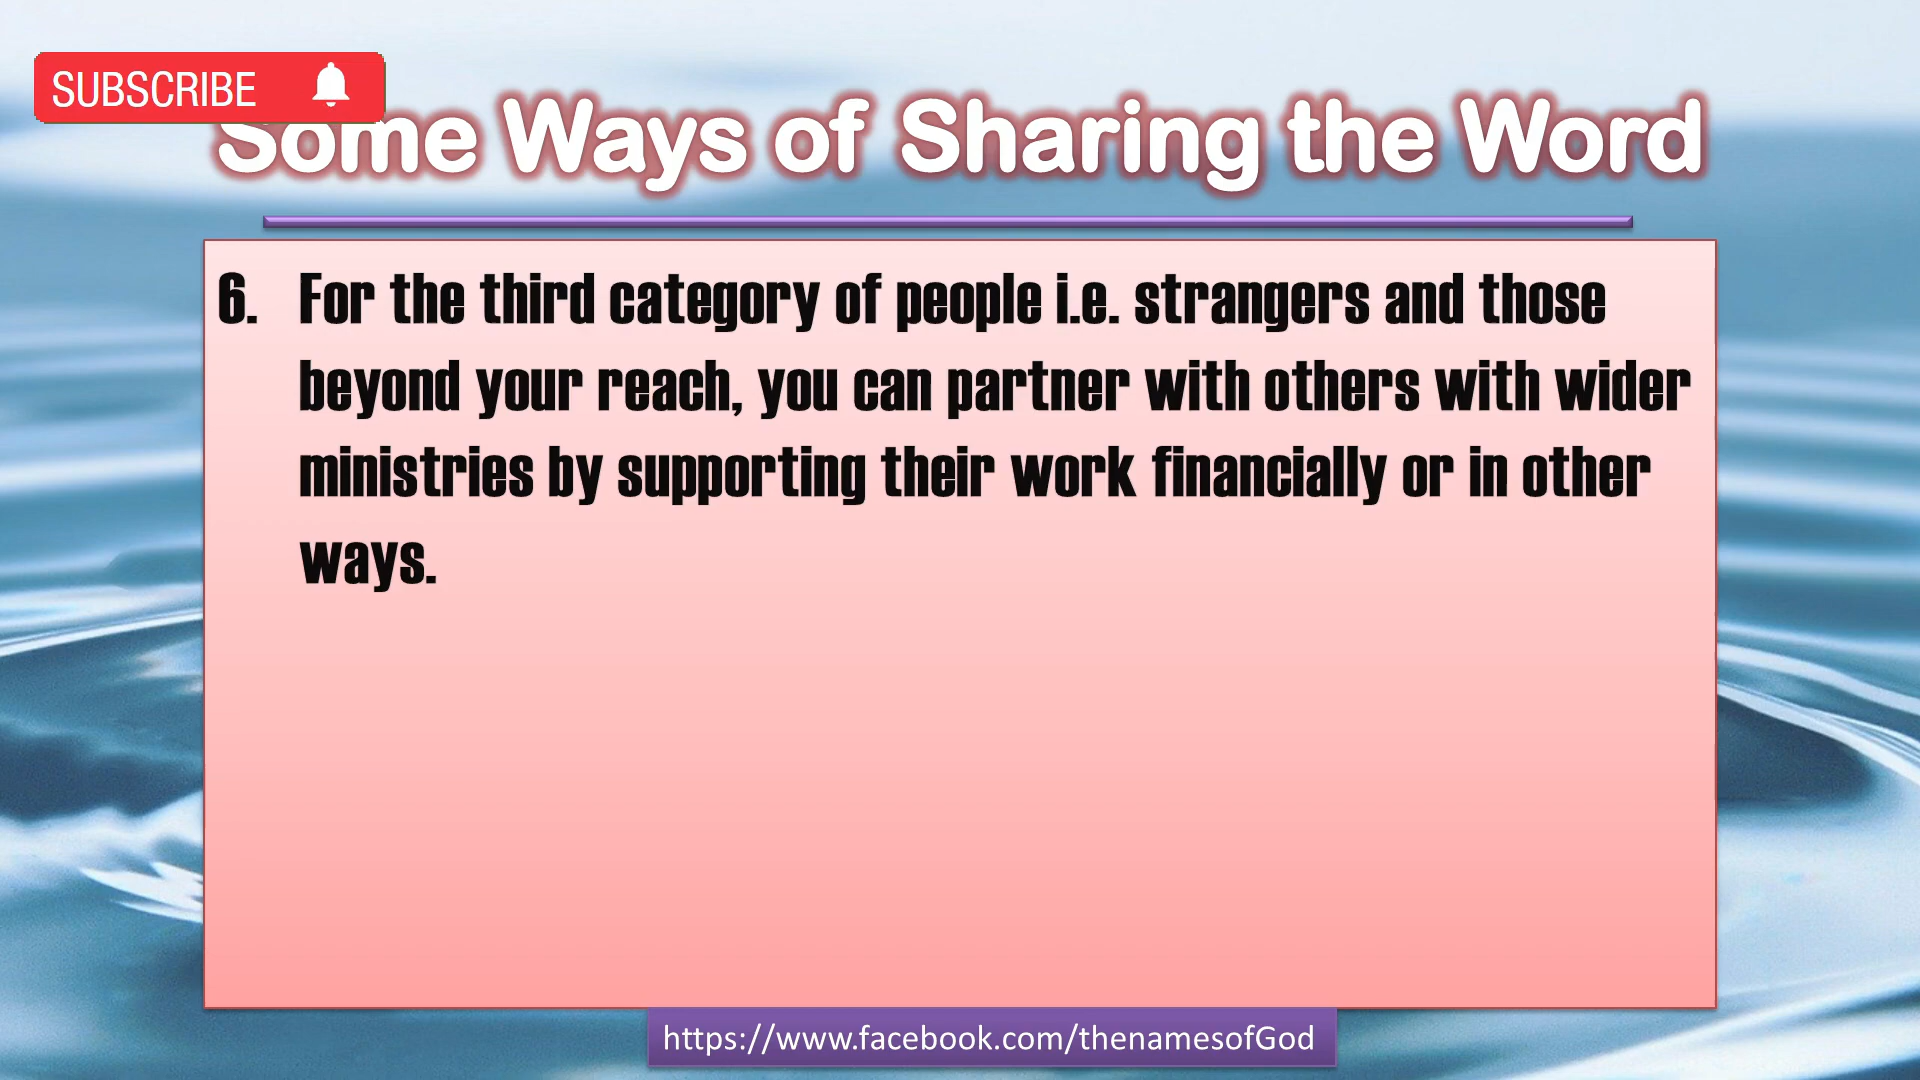 SUBSCRIBE
Some Ways of Sharing the Word
6. For the third category of people i.e. strangers and those
beyond your reach, you can partner with others with wider
ministries by supporting their work financially or in other
ways.
https://www.facebook.com/thenamesofGod